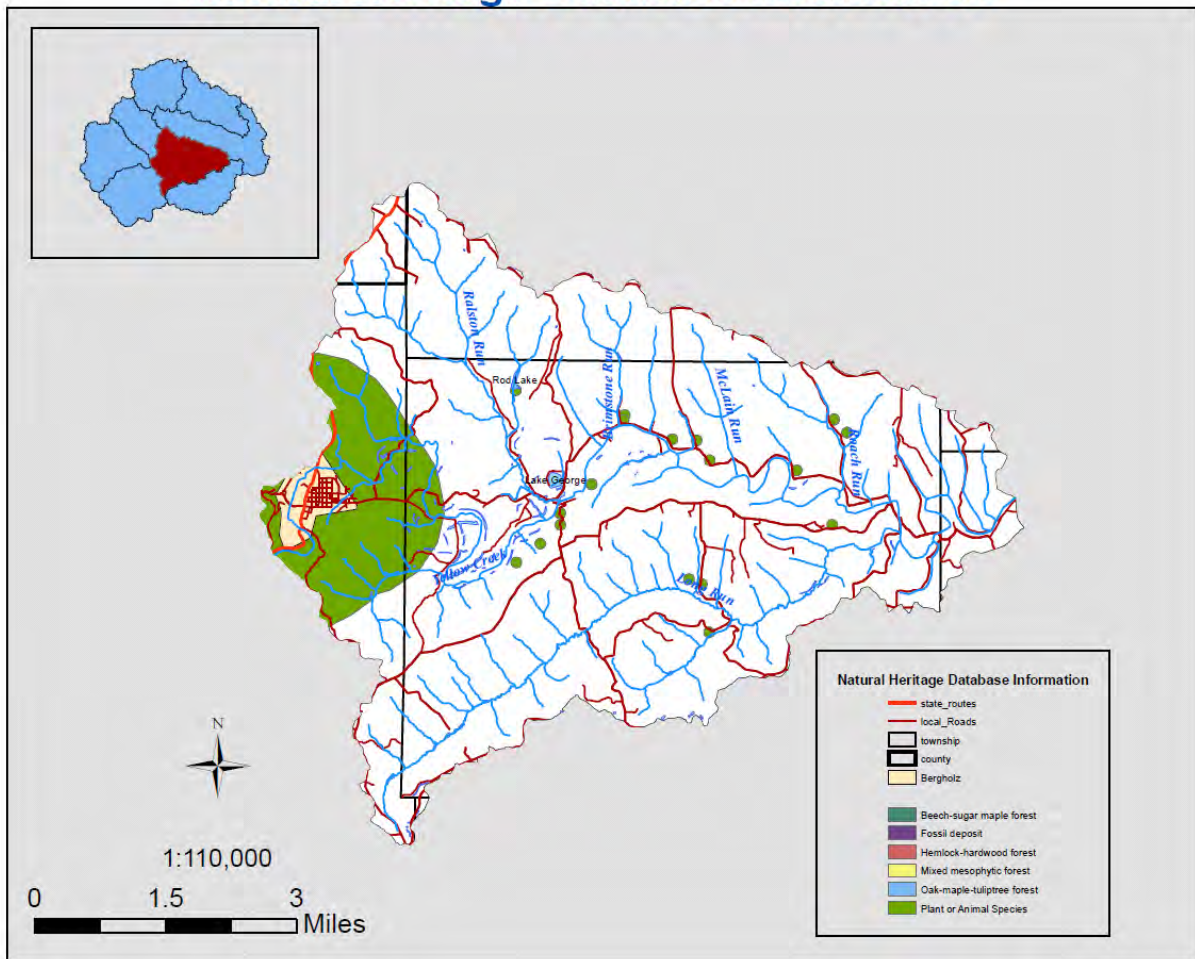 Ralston Run
Rod Lake
Brimstone Run
McLain Run
Roach Run
Lake George
Yellow Creek
Long Run
N
1:110,000
0 1.5 3
Miles
Natural Heritage Database Information
state_routes
local_Roads
township
county
Bergholz
Beech-sugar maple forest
Fossil deposit
Hemlock-hardwood forest
Mixed mesophytic forest
Oak-maple-tuliptree forest
Plant or Animal Species